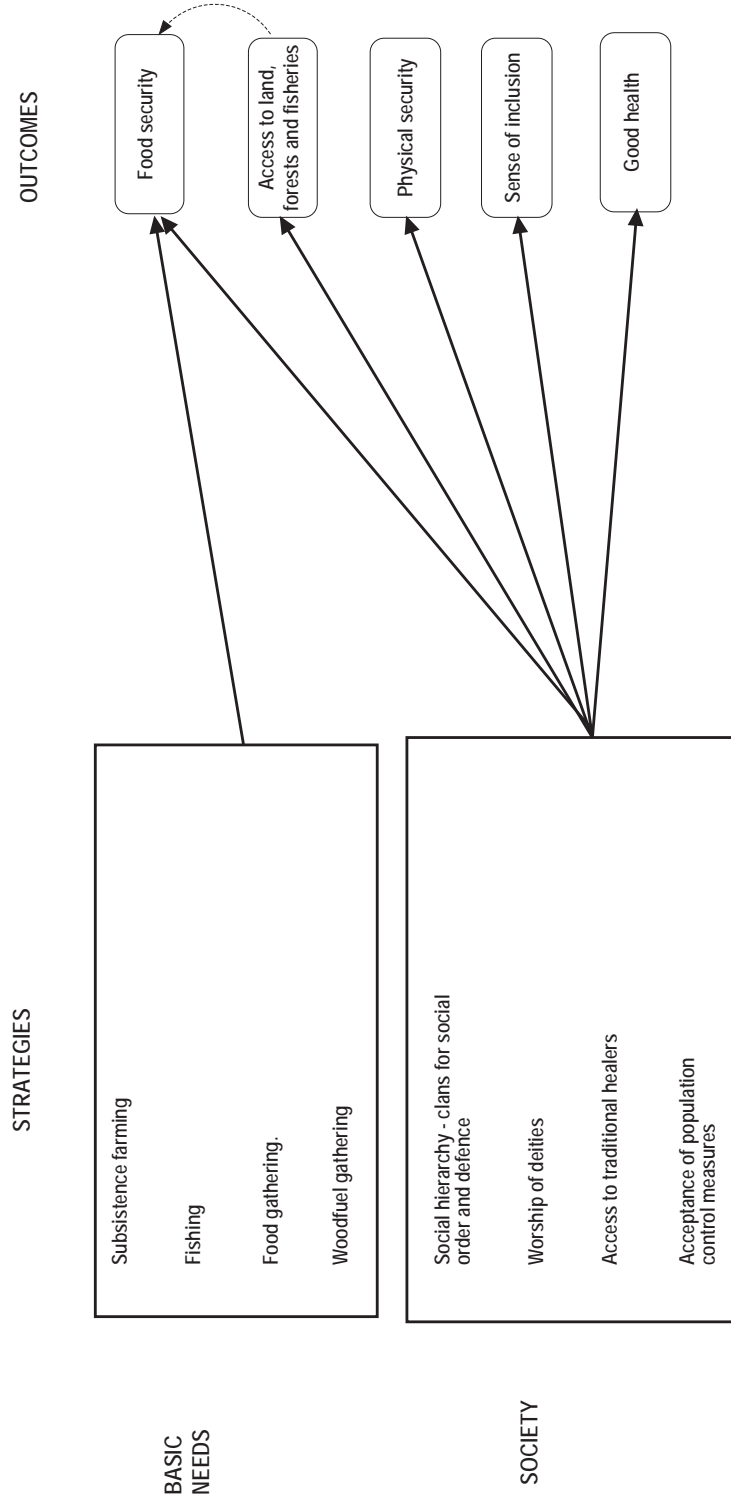 STRATEGIES
OUTCOMES
BASIC
NEEDS
Subsistence farming
Fishing
Food gathering.
Woodfuel gathering
SOCIETY
Social hierarchy - clans for social
order and defence
Worship of deities
Access to traditional healers
Acceptance of population
control measures
Food security
Access to land,
forests and fisheries
Physical security
Sense of inclusion
Good health